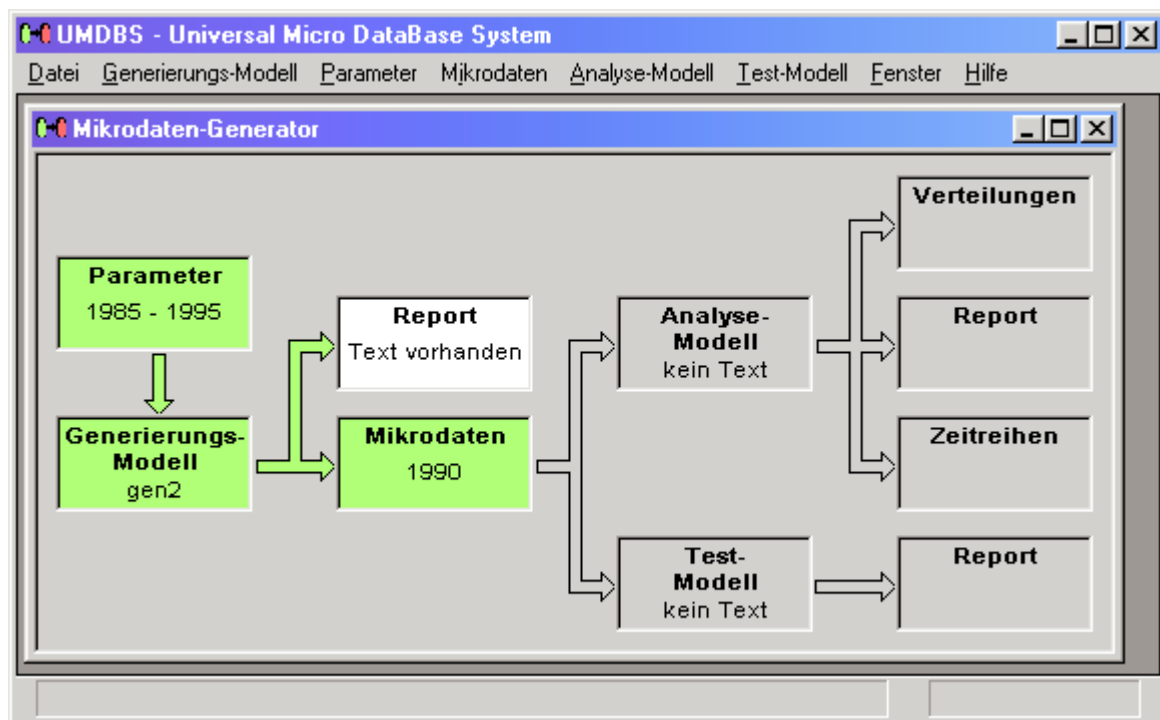 UMDBS - Universal Micro DataBase System
Datei Generierungs-Modell Parameter Mikrodaten Analyse-Modell Test-Modell Fenster Hilfe
Mikrodaten-Generator
Parameter
1985 - 1995
Generierungs-
Modell
gen2
Report
Text vorhanden
Mikrodaten
1990
Analyse-
Modell
kein Text
Test-
Modell
kein Text
Verteilungen
Report
Zeitreihen
Report